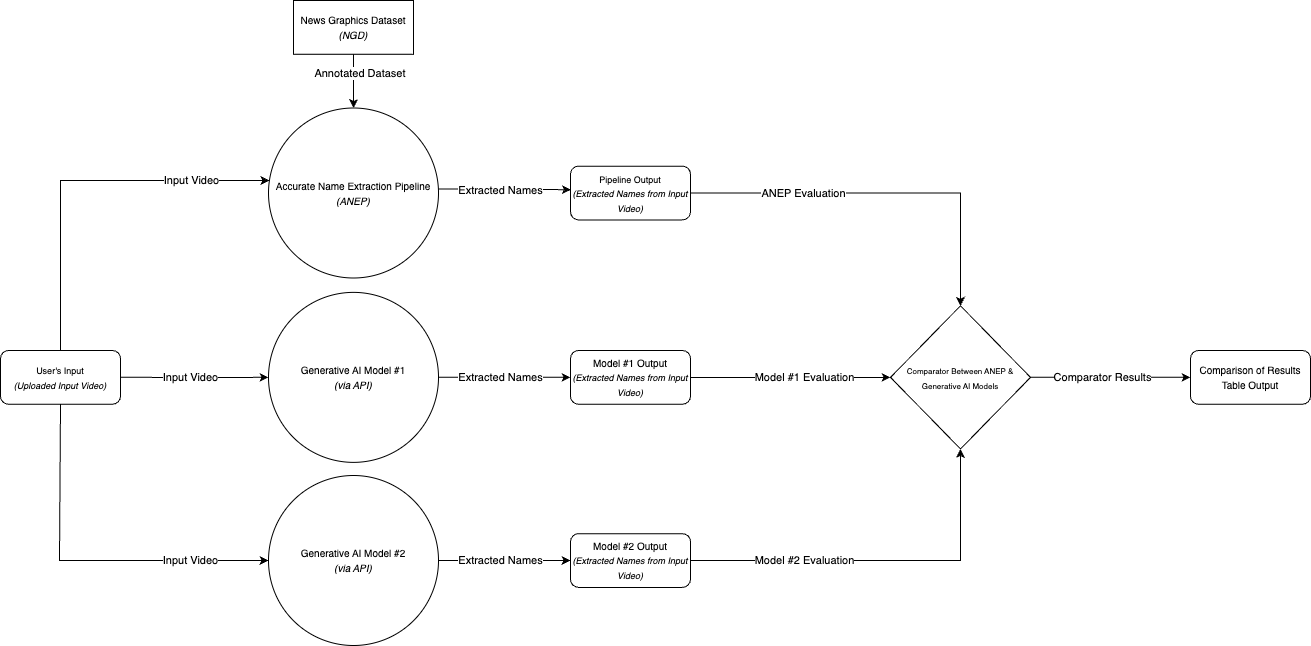 News Graphics Dataset
(NGD)
Annotated Dataset
Input Video
Accurate Name Extraction Pipeline
(ANEP)
Extracted Names
Pipeline Output
(Extracted Names from Input
Video)
ANEP Evaluation
User's Input
(Uploaded Input Video)
Input Video
Generative AI Model #1
(via API)
Extracted Names
Model #1 Output
(Extracted Names from Input
Video)
Model #1 Evaluation
Comparator Between ANEP &
Generative AI Models
Comparator Results
Comparison of Results
Table Output
Input Video
Generative AI Model #2
(via API)
Extracted Names
Model #2 Output
(Extracted Names from Input
Video)
Model #2 Evaluation